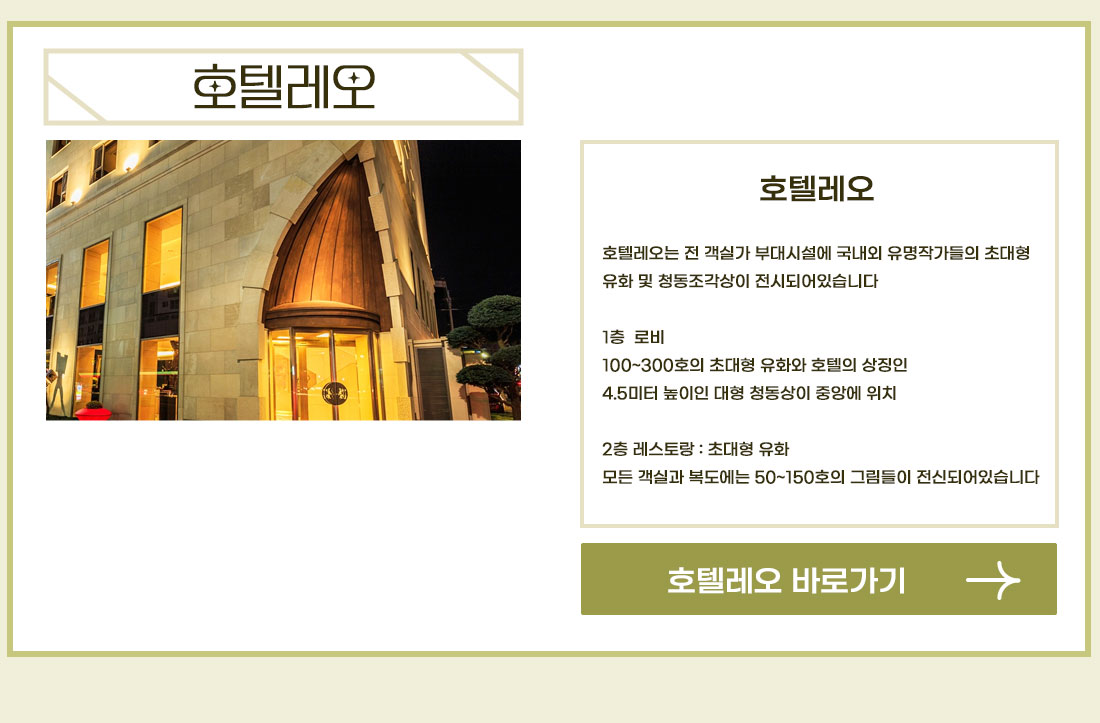 호텔레오
호텔레오
호텔레오는 전 객실가 부대시설에 국내외 유명작가들의 초대형
유화 및 청동조각상이 전시되어있습니다
1층 로비
100~300호의 초대형 유화와 호텔의 상징인
4.5미터 높이인 대형 청동상이 중앙에 위치
2층 레스토랑 : 초대형 유화
모든 객실과 복도에는 50~150호의 그림들이 전신되어있습니다
호텔레오 바로가기